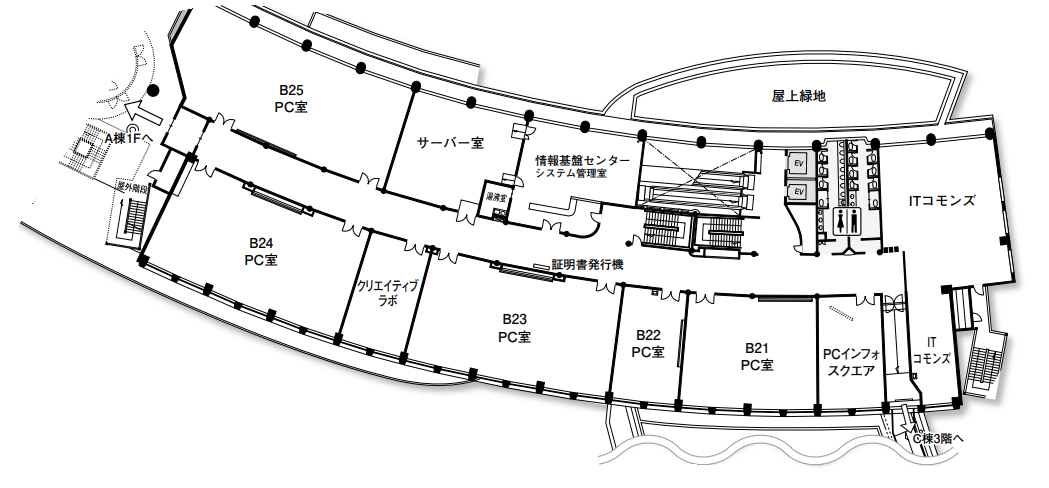 B25
PC室
屋上緑地
A棟1Fへ
サーバー室
情報基盤センター
システム管理室
EV
EV
屋外階段
湯沸室
ITコモンズ
B24
PC室
証明書発行機
クリエイティブ
ラボ
B23
PC室
B22
PC室
B21
PC室
PCインフォ
スクエア
IT
コモンズ
C棟3階へ